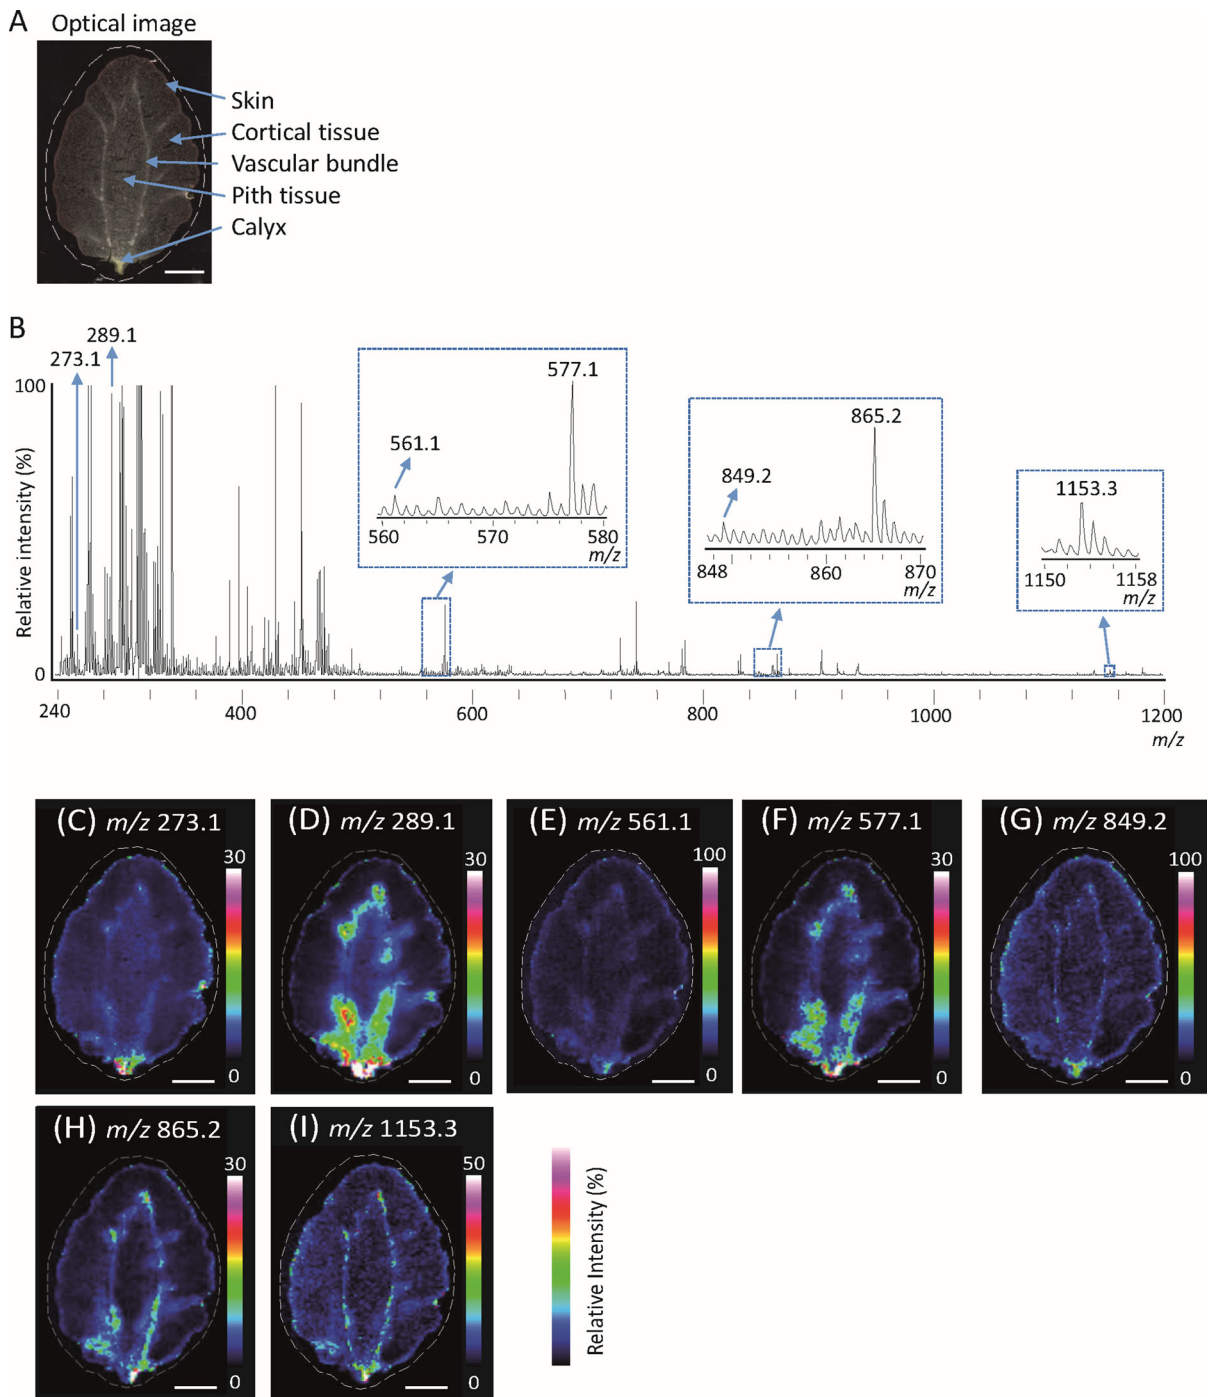 A
Optical image
Skin
Cortical tissue
Vascular bundle
Pith tissue
Calyx
B
289.1
273.1
100
Relative intensity (%)
0
577.1
561.1
560 570 580
m/z
865.2
849.2
848 860 870
m/z
1153.3
1150 1158
m/z
240 400 600 800 1000 1200
m/z
(C) m/z 273.1
30
0
(D) m/z 289.1
30
0
(E) m/z 561.1
100
0
(F) m/z 577.1
30
0
(G) m/z 849.2
100
0
(H) m/z 865.2
30
0
(I) m/z 1153.3
50
0
Relative Intensity (%)